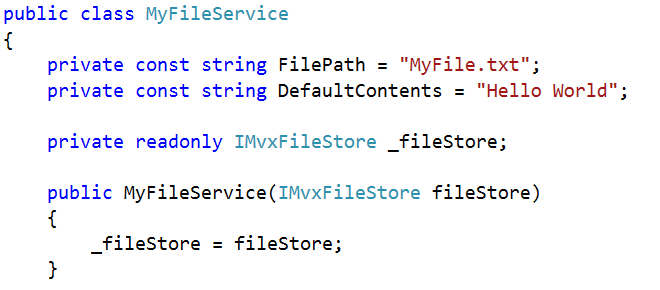 public class MyFileService
{
    private const string FilePath = "MyFile.txt";
    private const string DefaultContents = "Hello World";

    private readonly IMvxFileStore _fileStore;

    public MyFileService(IMvxFileStore fileStore)
    {
        _fileStore = fileStore;
    }